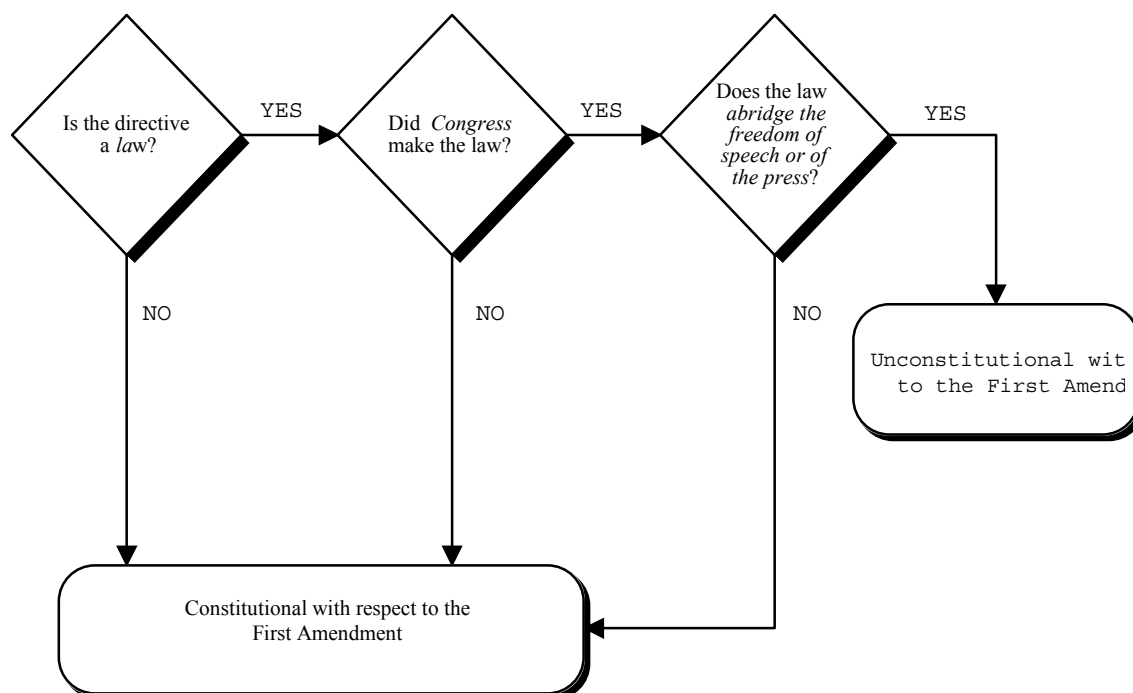 Is the directive
a law?
YES
Did Congress
make the law?
YES
Does the law
abridge the
freedom of
speech or of
the press?
YES
NO
NO
NO
Unconstitutional wit
to the First Amend
Constitutional with respect to the
First Amendment